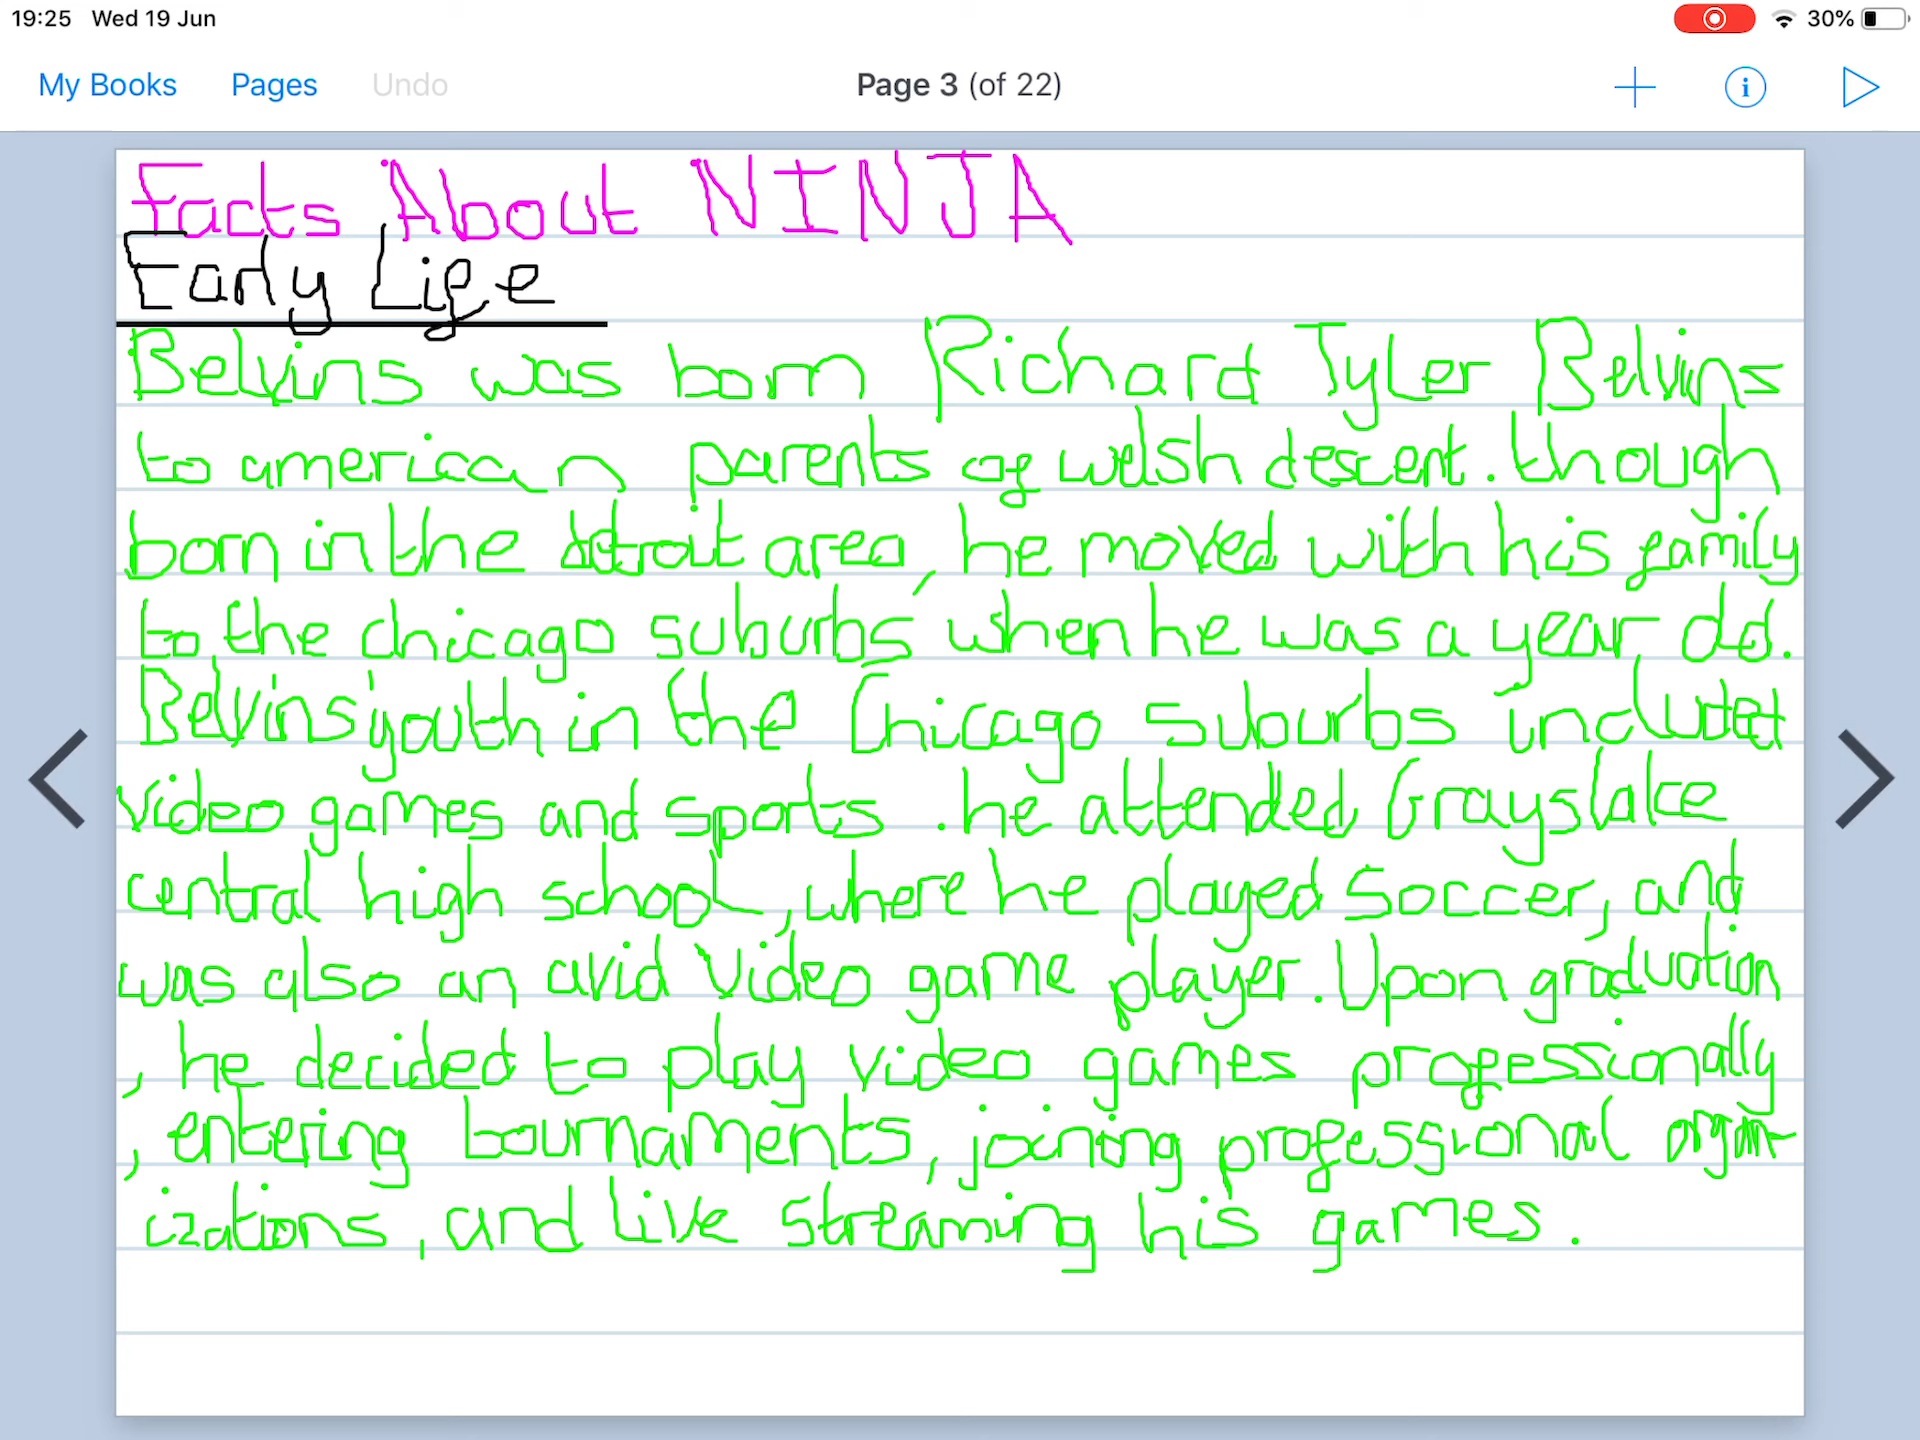 19:25 Wed 19 Jun 30%
My Books Pages Undo Page 3 (of 22)
Facts About NINJA
Early Life
Belvins was born Richard Tyler Belvins
to american parents of welsh descent. though
born in the detroit area, he moved with his family
to the chicago suburbs when he was a year old.
Belvins' youth in the Chicago suburbs included
video games and sports . he attended Grayslake
central high school, where he played soccer, and
was also an avid video game player. Upon graduation
, he decided to play video games professionally
, entering tournaments, joining professional organ-
izations, and live streaming his games.